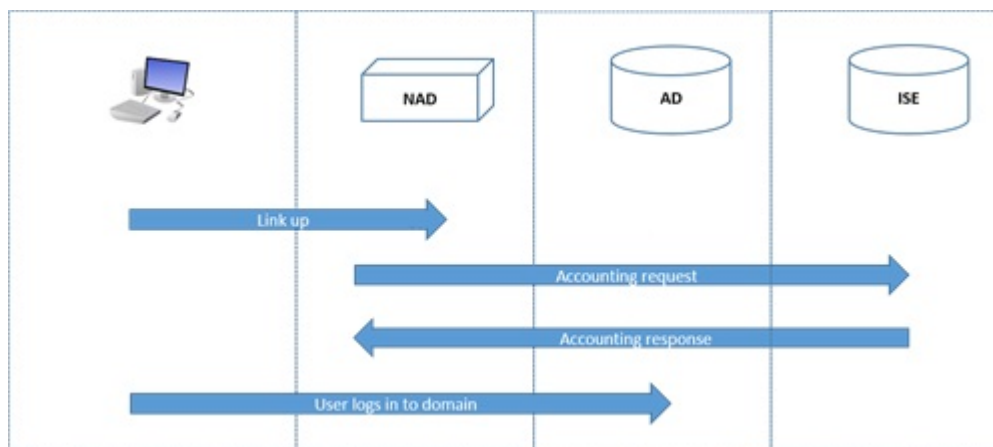 NAD
AD
ISE
Link up
Accounting request
Accounting response
User logs in to domain